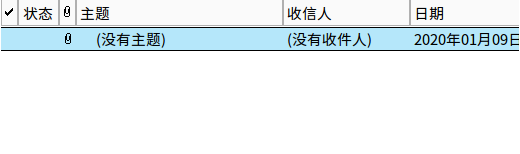 状态 主题 收信人 日期
(没有主题) (没有收件人) 2020年01月09日